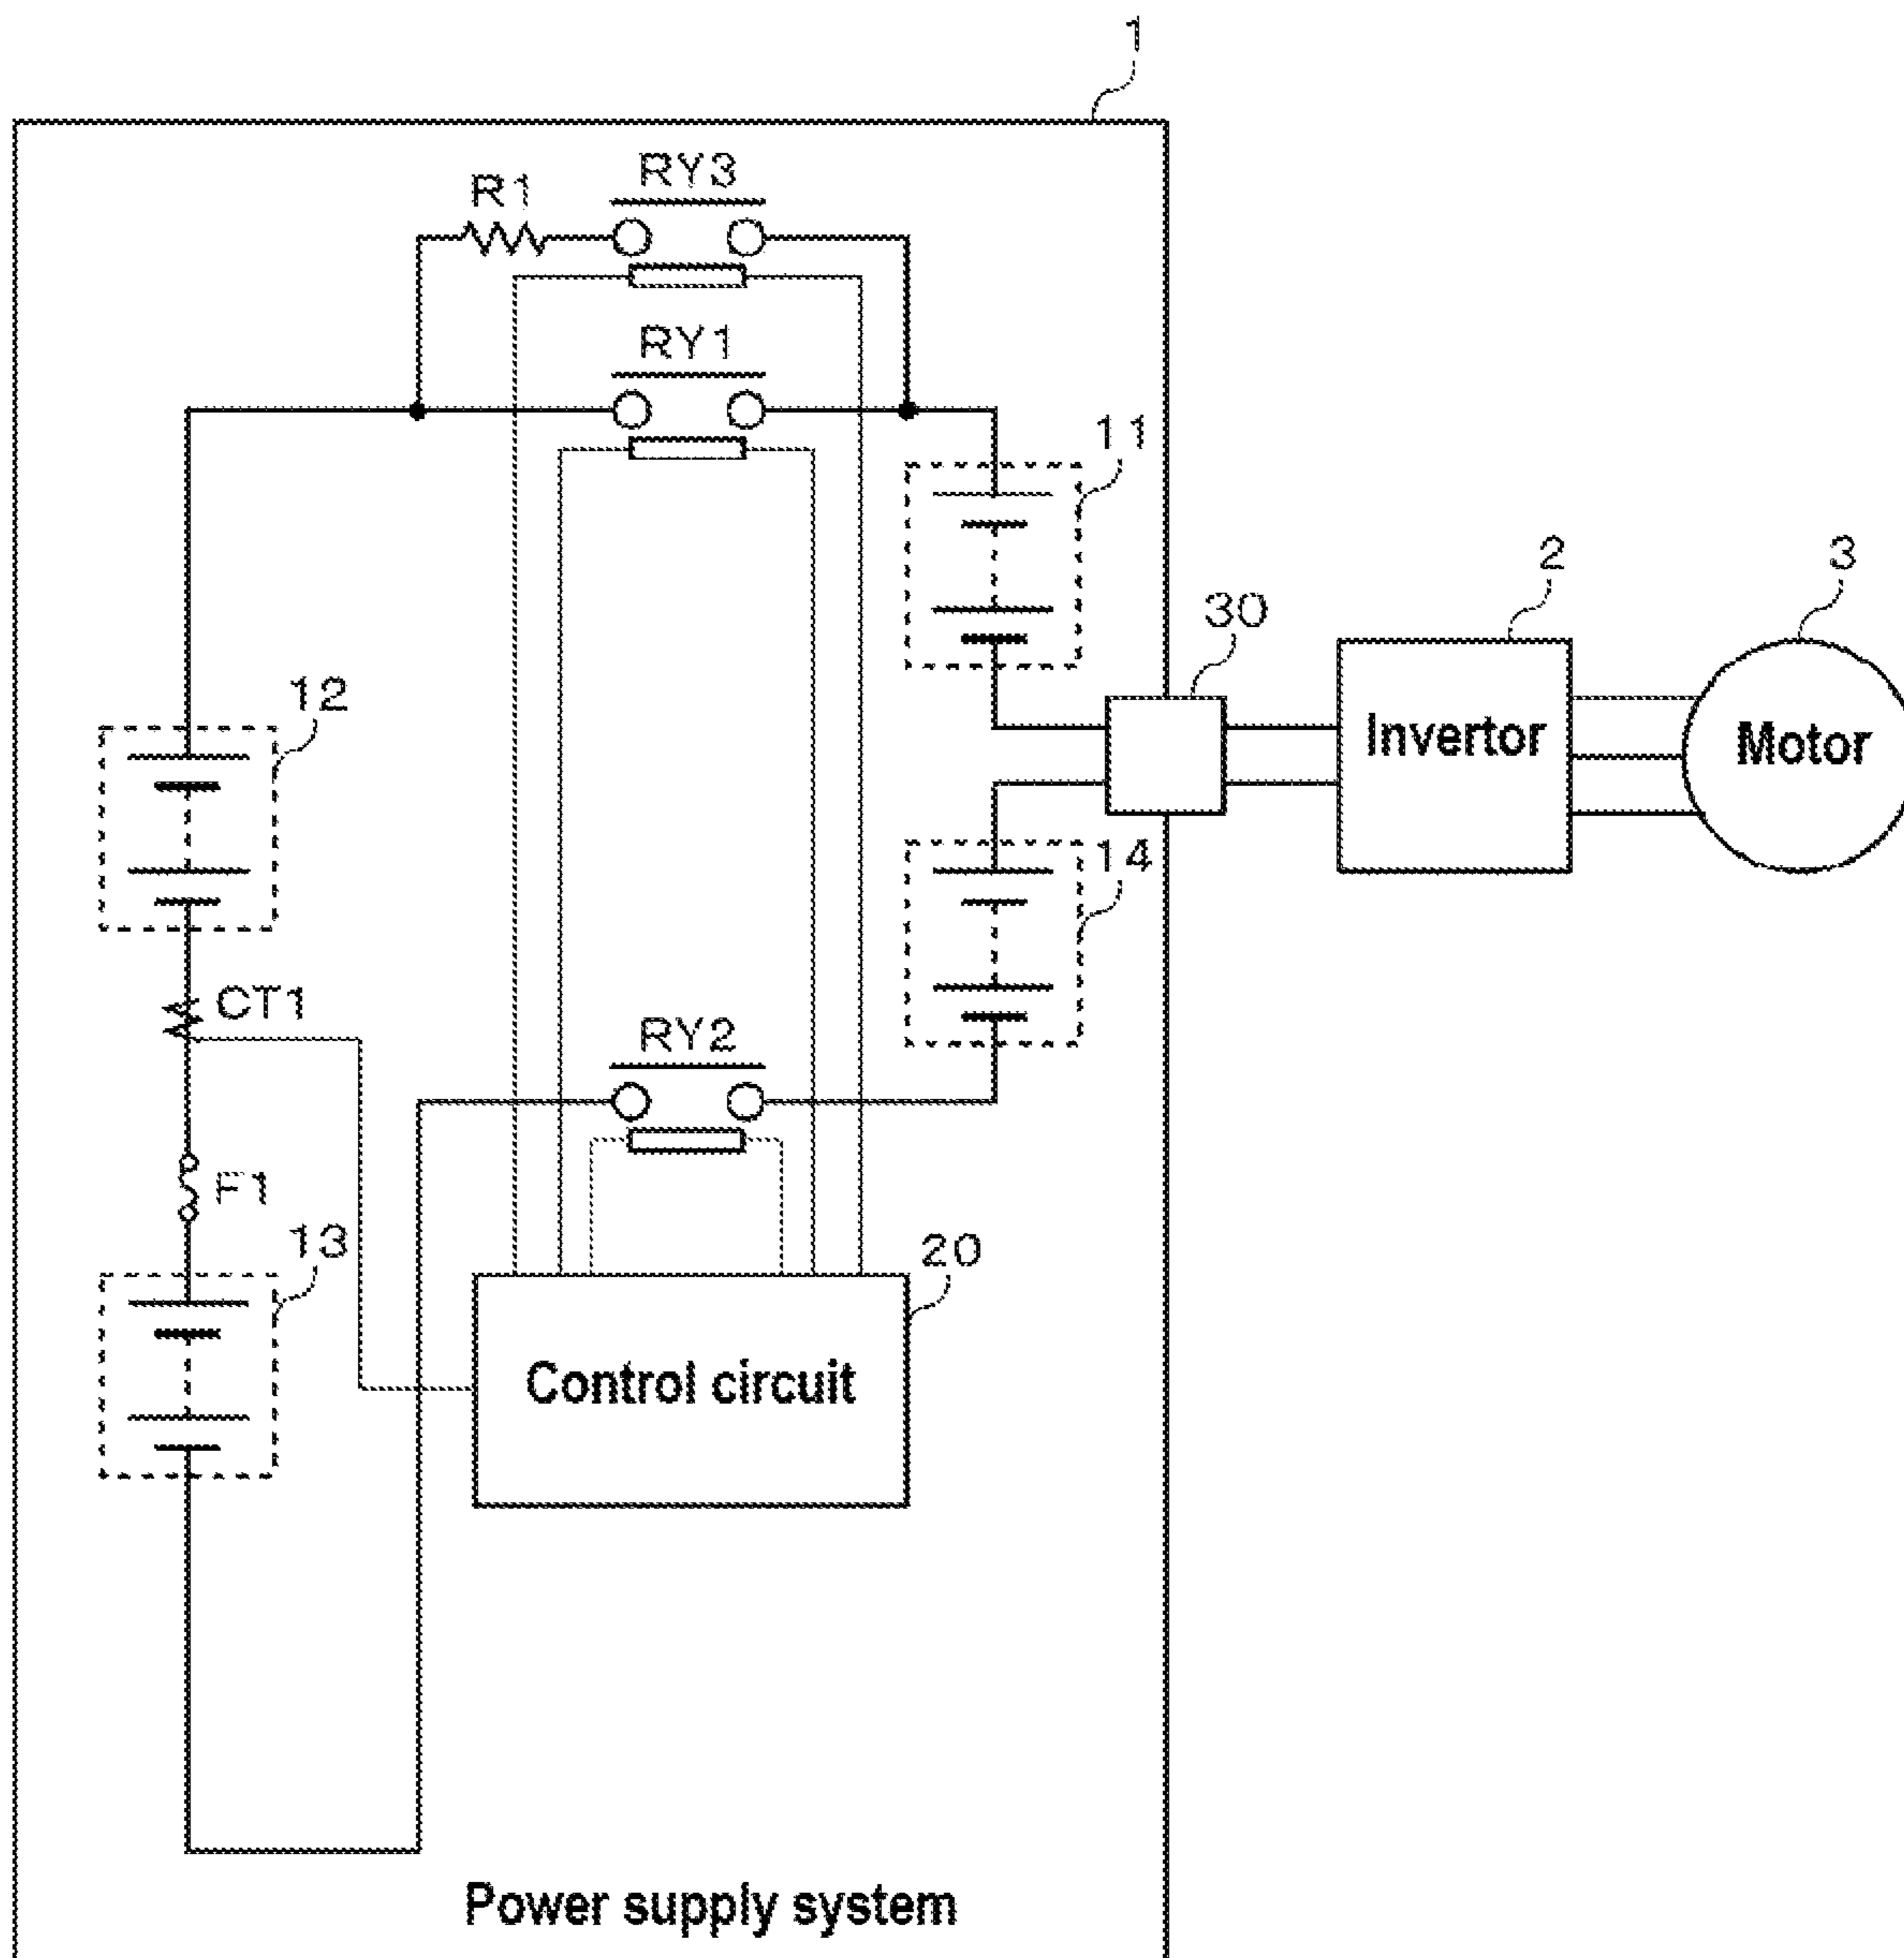 1
RY3
R1
RY1
11
2
3
30
12
Invertor
Motor
14
CT1
RY2
F1
13
20
Control circuit
Power supply system